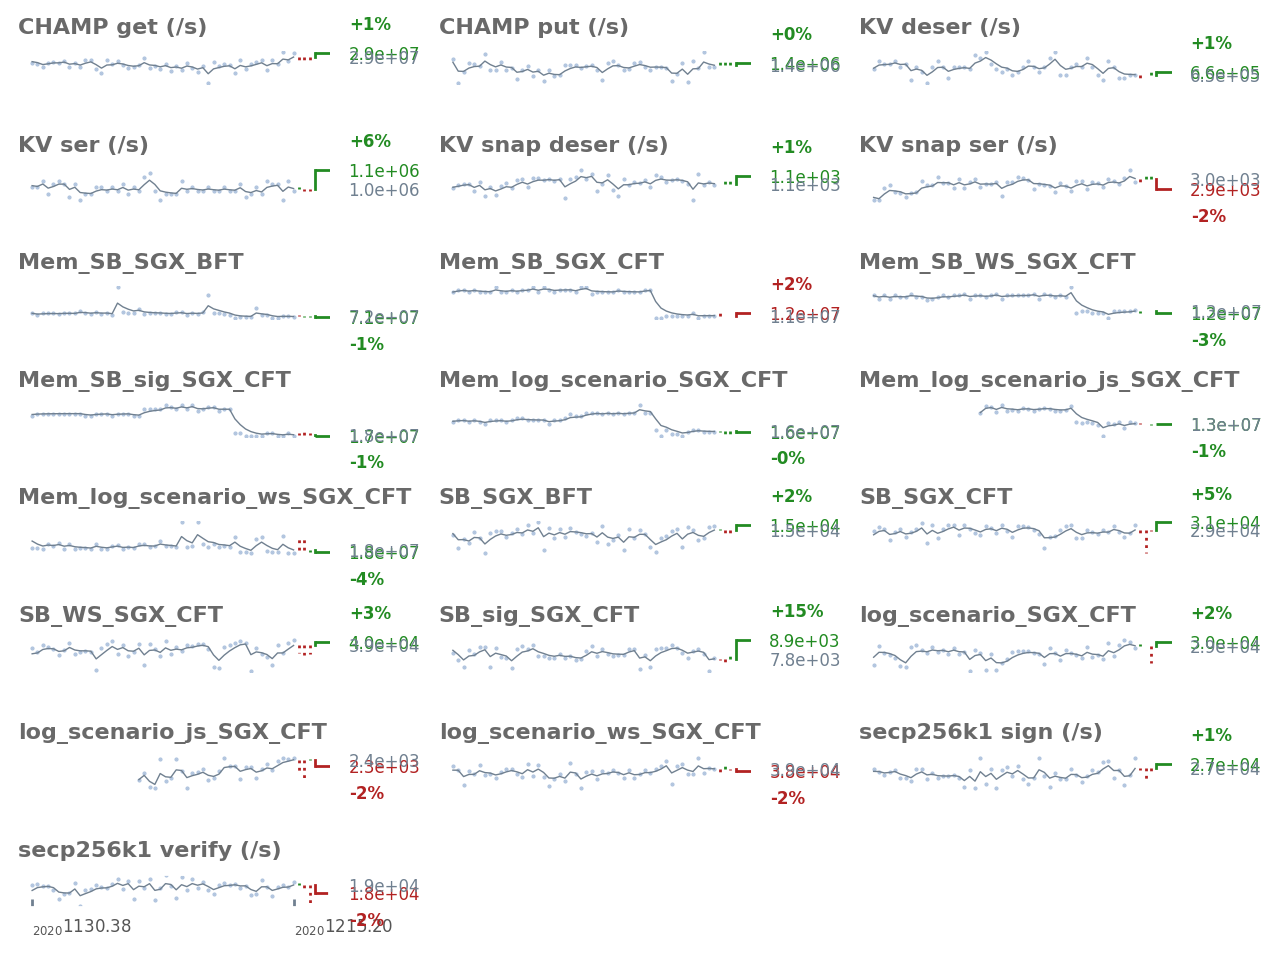 CHAMP get (/s)
+1%
2.9e+07
2.9e+07
CHAMP put (/s)
+0%
1.4e+06
1.4e+06
KV deser (/s)
+1%
6.6e+05
6.5e+05
KV ser (/s)
+6%
1.1e+06
1.0e+06
KV snap deser (/s)
+1%
1.1e+03
1.1e+03
KV snap ser (/s)
3.0e+03
2.9e+03
-2%
Mem_SB_SGX_BFT
7.2e+07
7.1e+07
-1%
Mem_SB_SGX_CFT
+2%
1.2e+07
1.1e+07
Mem_SB_WS_SGX_CFT
1.2e+07
-3%
Mem_SB_sig_SGX_CFT
1.7e+07
-1%
Mem_log_scenario_SGX_CFT
1.6e+07
1.6e+07
-0%
Mem_log_scenario_js_SGX_CFT
1.3e+07
1.3e+07
-1%
Mem_log_scenario_ws_SGX_CFT
1.8e+07
1.8e+07
-4%
SB_SGX_BFT
+2%
1.5e+04
1.5e+04
SB_SGX_CFT
+5%
3.1e+04
2.9e+04
SB_WS_SGX_CFT
+3%
4.0e+04
3.9e+04
SB_sig_SGX_CFT
+15%
8.9e+03
7.8e+03
log_scenario_SGX_CFT
+2%
3.0e+04
2.9e+04
log_scenario_js_SGX_CFT
2.4e+03
2.3e+03
-2%
log_scenario_ws_SGX_CFT
3.8e+04
-2%
secp256k1 sign (/s)
+1%
2.7e+04
2.7e+04
secp256k1 verify (/s)
1.9e+04
1.8e+04
-2%
2020 1130.38
2020 1215.20